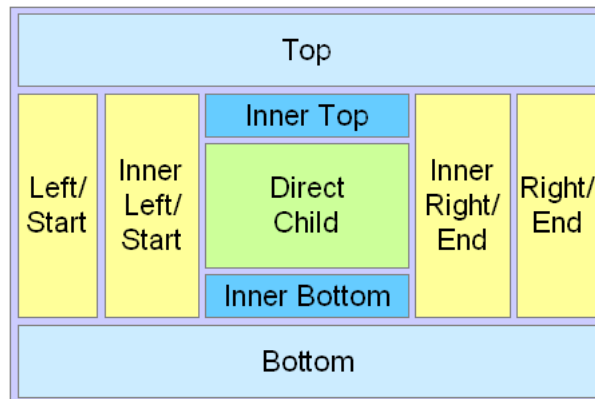 Top
Left/
Start
Inner
Left/
Start
Inner Top
Direct
Child
Inner Bottom
Inner
Right/
End
Right/
End
Bottom